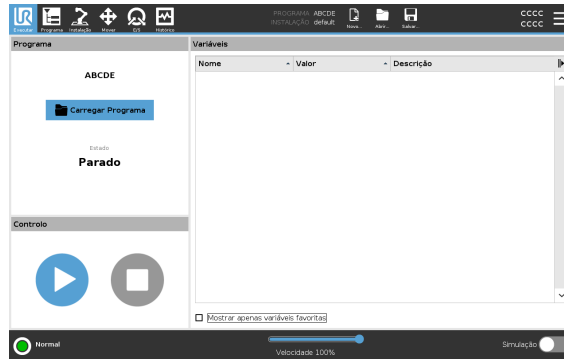 UR
Executar
Programa
Instalação
Mover
E/S
Histórico
PROGRAMA ABCDE
INSTALAÇÃO default
Novo...
Abrir...
Salvar...
CCCC
CCCC
Programa
ABCDE
Carregar Programa
Estado
Parado
Controlo
Variáveis
Nome
Valor
Descrição
Mostrar apenas variáveis favoritas
Normal
Velocidade 100%
Simulação